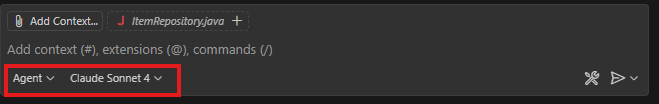 Add Context... J ItemRepository.java +
Add context (#), extensions (@), commands (/)
Agent Claude Sonnet 4